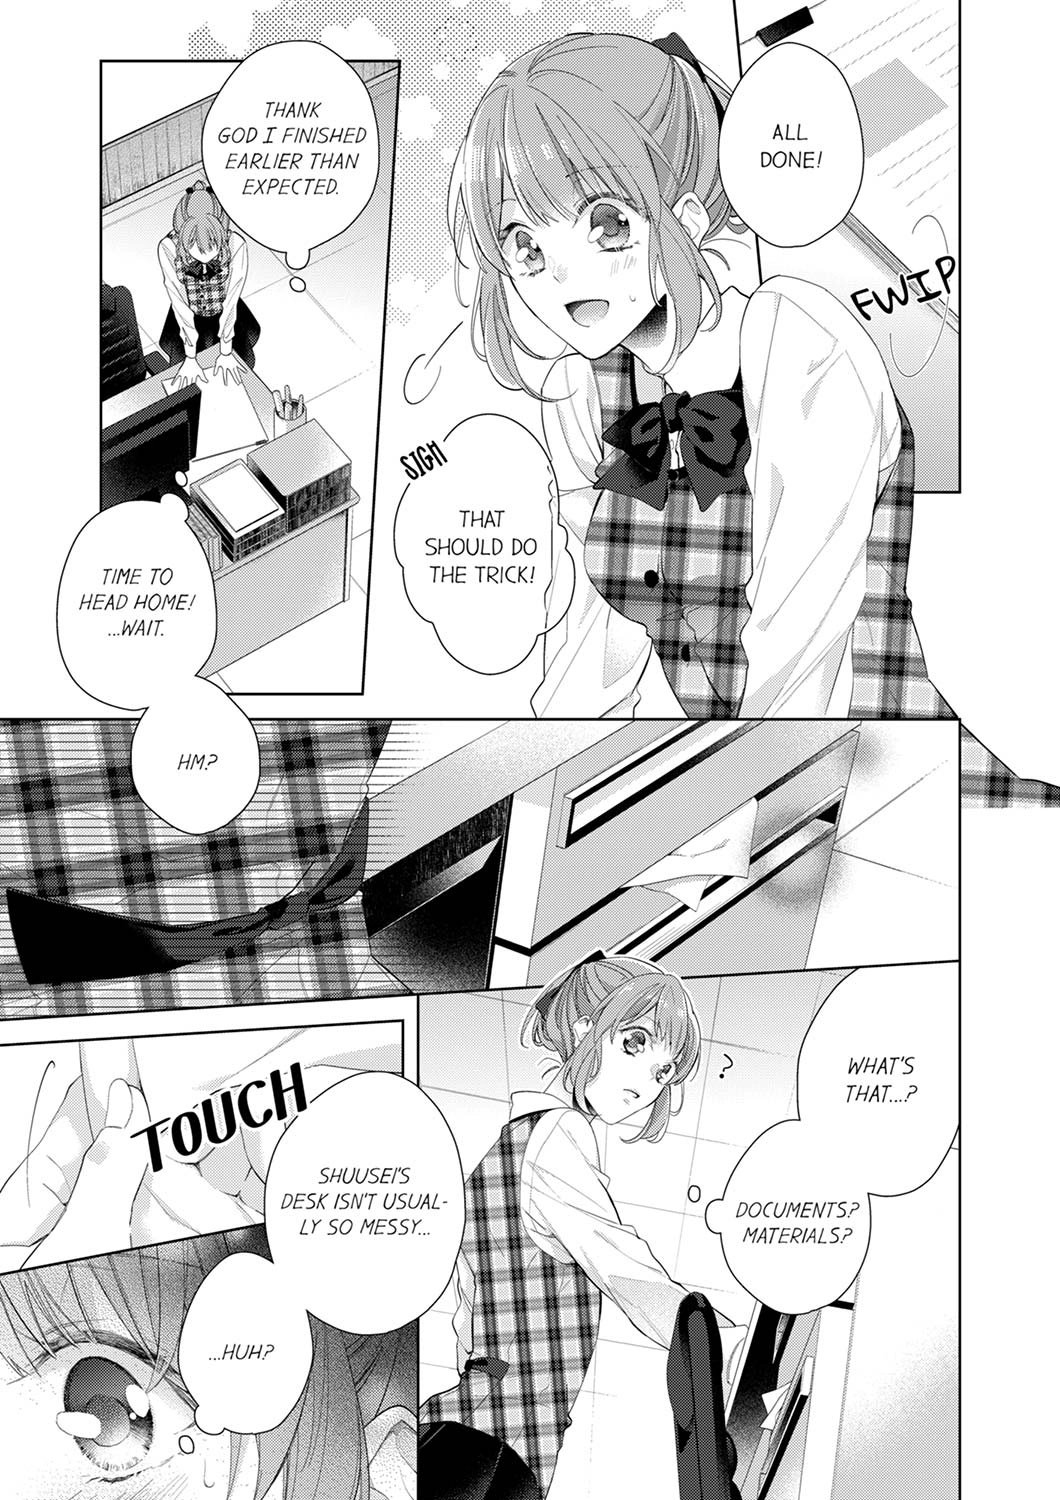 ALL
DONE!
FWIP
SIGH
THAT
SHOULD DO
THE TRICK!
THANK
GOD I FINISHED
EARLIER THAN
EXPECTED.
TIME TO
HEAD HOME!
...WAIT.
HM?
WHAT'S
THAT...?
?
DOCUMENTS?
MATERIALS?
SHUUSEI'S
DESK ISN'T USUAL-
LY SO MESSY...
TOUCH
...HUH?